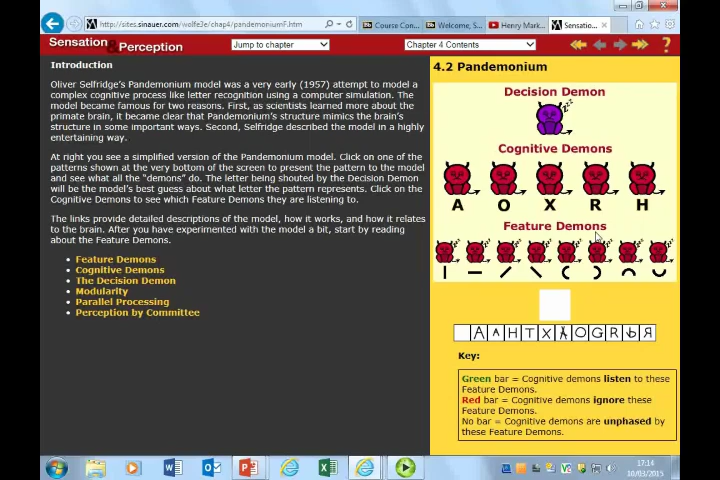 http://sites.sinauer.com/wolfe3e/chap4/pandemoniumF.htm
Course Con...
Welcome, S...
Henry Mark...
Sensatio...
Sensation & Perception
Jump to chapter
Chapter 4 Contents
Introduction
Oliver Selfridge's Pandemonium model was a very early (1957) attempt to model a
complex cognitive process like letter recognition using a computer simulation. The
model became famous for two reasons. First, as scientists learned more about the
primate brain, it became clear that Pandemonium's structure mimics the brain's
structure in some important ways. Second, Selfridge described the model in a highly
entertaining way.
At right you see a simplified version of the Pandemonium model. Click on one of the
patterns shown at the very bottom of the screen to present the pattern to the model
and see what all the "demons" do. The letter being shouted by the Decision Demon
will be the model's best guess about what letter the pattern represents. Click on the
Cognitive Demons to see which Feature Demons they are listening to.
The links provide detailed descriptions of the model, how it works, and how it relates
to the brain. After you have experimented with the model a bit, start by reading
about the Feature Demons.
• Feature Demons
• Cognitive Demons
• The Decision Demon
• Modularity
• Parallel Processing
• Perception by Committee
4.2 Pandemonium
Decision Demon
Cognitive Demons
A O X R H
Feature Demons
Key:
Green bar = Cognitive demons listen to these
Feature Demons.
Red bar = Cognitive demons ignore these
Feature Demons.
No bar = Cognitive demons are unphased by
these Feature Demons.
17:14
10/03/2015